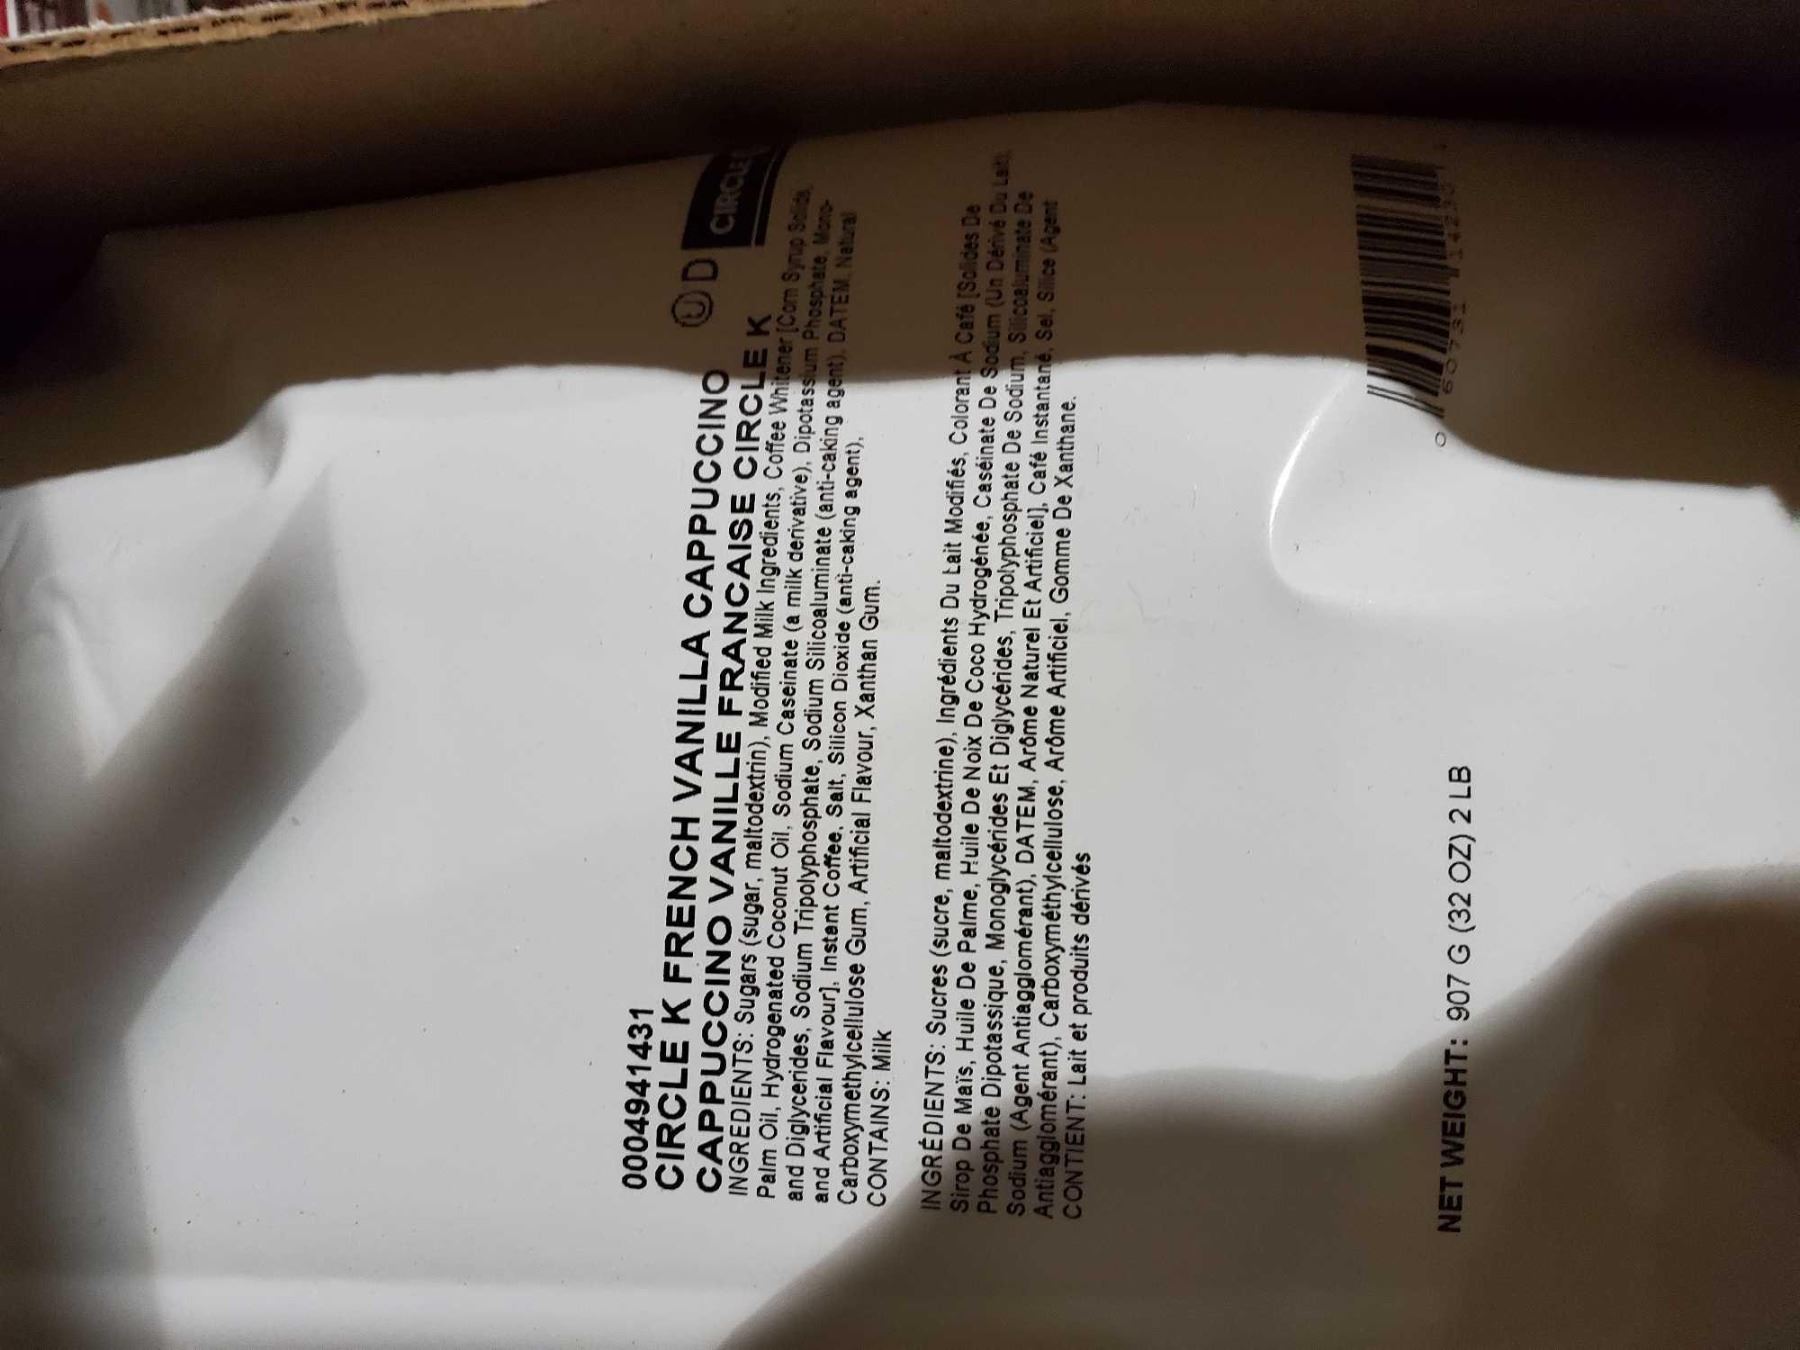 0004941431
CIRCLE K FRENCH VANILLA CAPPUCCINO Ⓤ D CIRCLE
CAPPUCCINO VANILLE FRANCAISE CIRCLE K
INGREDIENTS: Sugars (sugar, maltodextrin), Modified Milk Ingredients, Coffee Whitener [Corn Syrup Solids,
Palm Oil, Hydrogenated Coconut Oil, Sodium Caseinate (a milk derivative), Dipotassium Phosphate, Mono-
and Diglycerides, Sodium Tripolyphosphate, Sodium Silicoaluminate (anti-caking agent), DATEM, Natural
and Artificial Flavour], Instant Coffee, Salt, Silicon Dioxide (anti-caking agent),
Carboxymethylcellulose Gum, Artificial Flavour, Xanthan Gum.
CONTAINS: Milk
INGRÉDIENTS: Sucres (sucre, maltodextrine), Ingrédients Du Lait Modifiés, Colorant À Café [Solides De
Sirop De Maïs, Huile De Palme, Huile De Noix De Coco Hydrogénée, Caséinate De Sodium (Un Dérivé Du Lait),
Phosphate Dipotassique, Monoglycérides Et Diglycérides, Tripolyphosphate De Sodium, Silicoaluminate De
Sodium (Agent Antiagglomérant), DATEM, Arôme Naturel Et Artificiel], Café Instantané, Sel, Silice (Agent
Antiagglomérant), Carboxyméthylcellulose, Arôme Artificiel, Gomme De Xanthane.
CONTIENT: Lait et produits dérivés
NET WEIGHT: 907 G (32 OZ) 2 LB